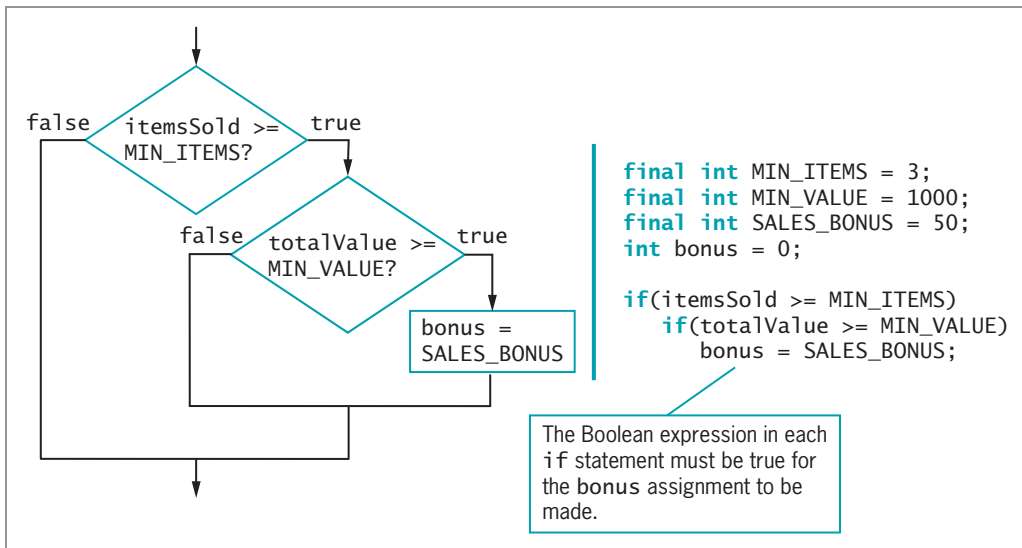 false
itemsSold >=
MIN_ITEMS?
true
false
totalValue >=
MIN_VALUE?
true
bonus =
SALES_BONUS
final int MIN_ITEMS = 3;
final int MIN_VALUE = 1000;
final int SALES_BONUS = 50;
int bonus = 0;
if(itemsSold >= MIN_ITEMS)
if(totalValue >= MIN_VALUE)
bonus = SALES_BONUS;
The Boolean expression in each
if statement must be true for
the bonus assignment to be
made.